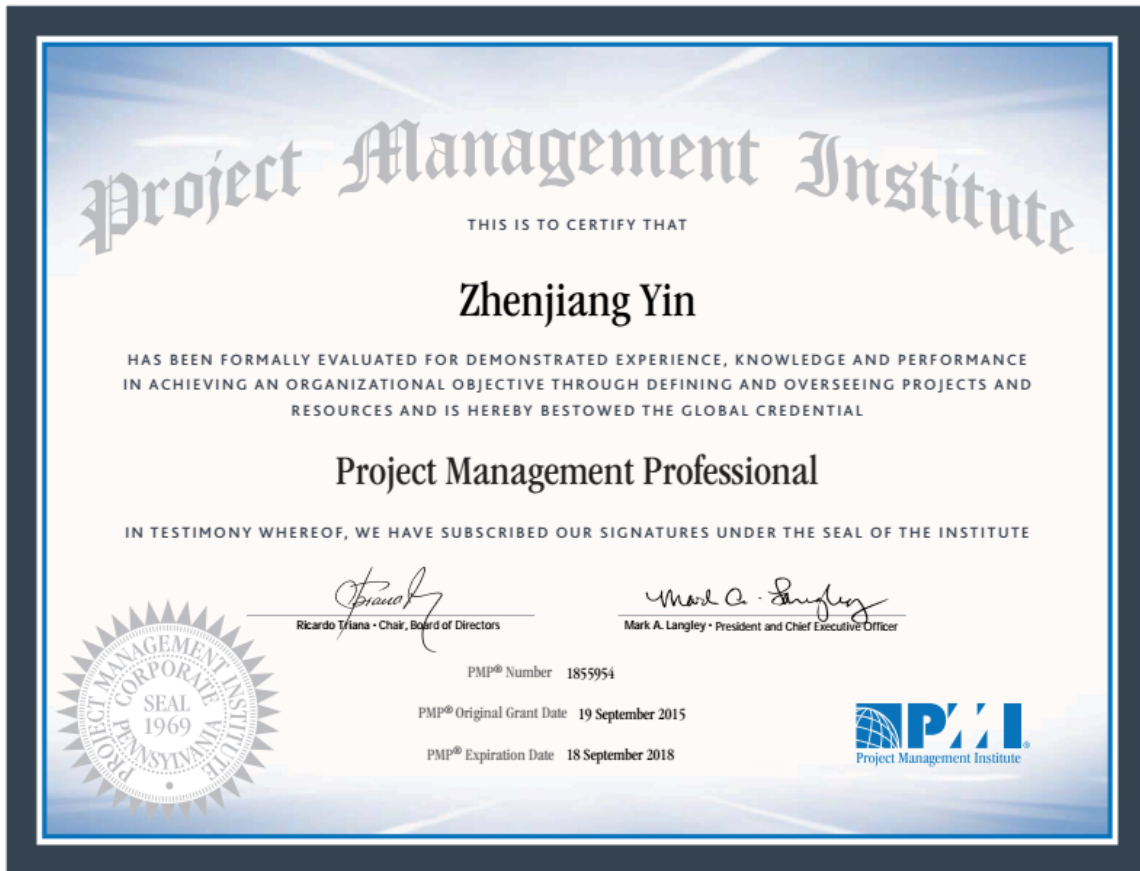 Project Management Institute
THIS IS TO CERTIFY THAT
Zhenjiang Yin
HAS BEEN FORMALLY EVALUATED FOR DEMONSTRATED EXPERIENCE, KNOWLEDGE AND PERFORMANCE
IN ACHIEVING AN ORGANIZATIONAL OBJECTIVE THROUGH DEFINING AND OVERSEEING PROJECTS AND
RESOURCES AND IS HEREBY BESTOWED THE GLOBAL CREDENTIAL
Project Management Professional
IN TESTIMONY WHEREOF, WE HAVE SUBSCRIBED OUR SIGNATURES UNDER THE SEAL OF THE INSTITUTE
Mark A. Langley
Ricardo Triana • Chair, Board of Directors
Mark A. Langley • President and Chief Executive Officer
PMP® Number 1855954
PMP® Original Grant Date 19 September 2015
PMP® Expiration Date 18 September 2018
PROJECT MANAGEMENT INSTITUTE
CORPORATE
SEAL
1969
PENNSYLVANIA
PMI®
Project Management Institute